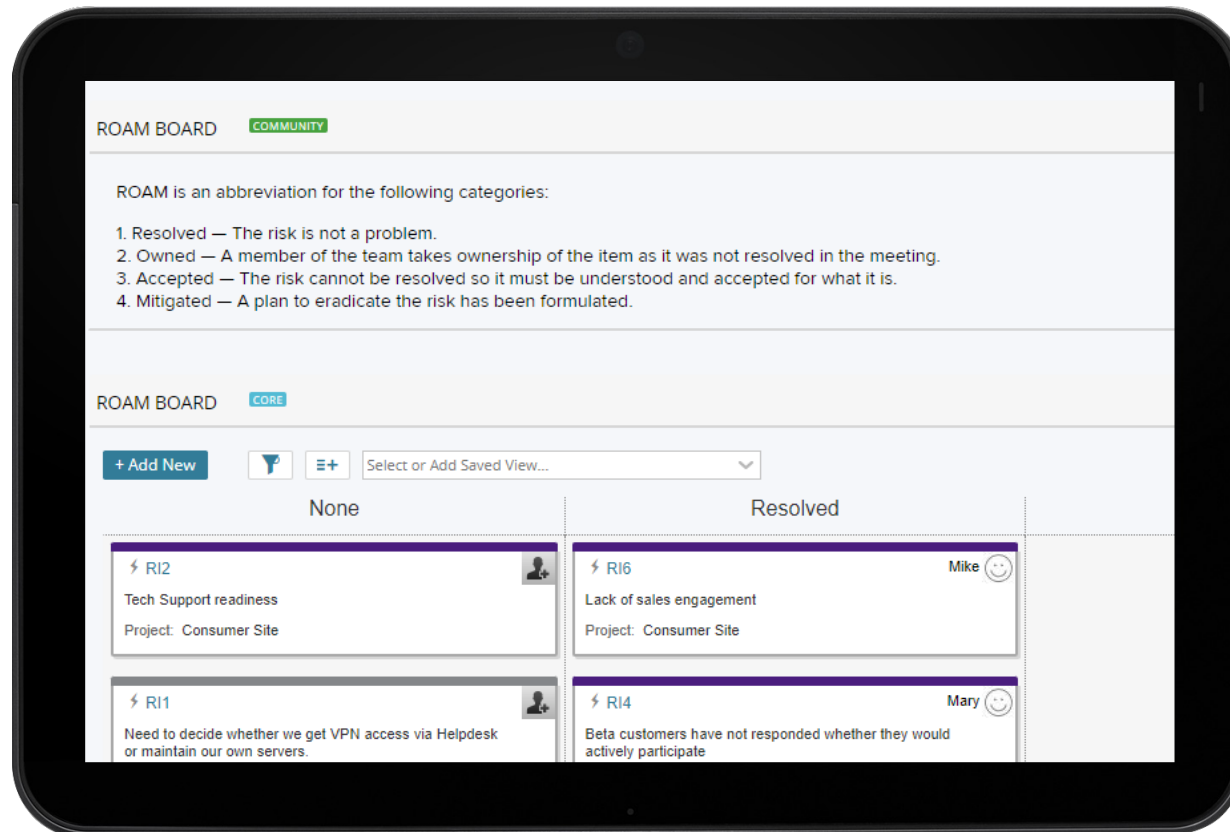 ROAM BOARD COMMUNITY
ROAM is an abbreviation for the following categories:
1. Resolved — The risk is not a problem.
2. Owned — A member of the team takes ownership of the item as it was not resolved in the meeting.
3. Accepted — The risk cannot be resolved so it must be understood and accepted for what it is.
4. Mitigated — A plan to eradicate the risk has been formulated.
ROAM BOARD CORE
+ Add New
Select or Add Saved View...
None
Resolved
RI2
Tech Support readiness
Project: Consumer Site
RI6
Mike
Lack of sales engagement
Project: Consumer Site
RI1
Need to decide whether we get VPN access via Helpdesk
or maintain our own servers.
RI4
Mary
Beta customers have not responded whether they would
actively participate